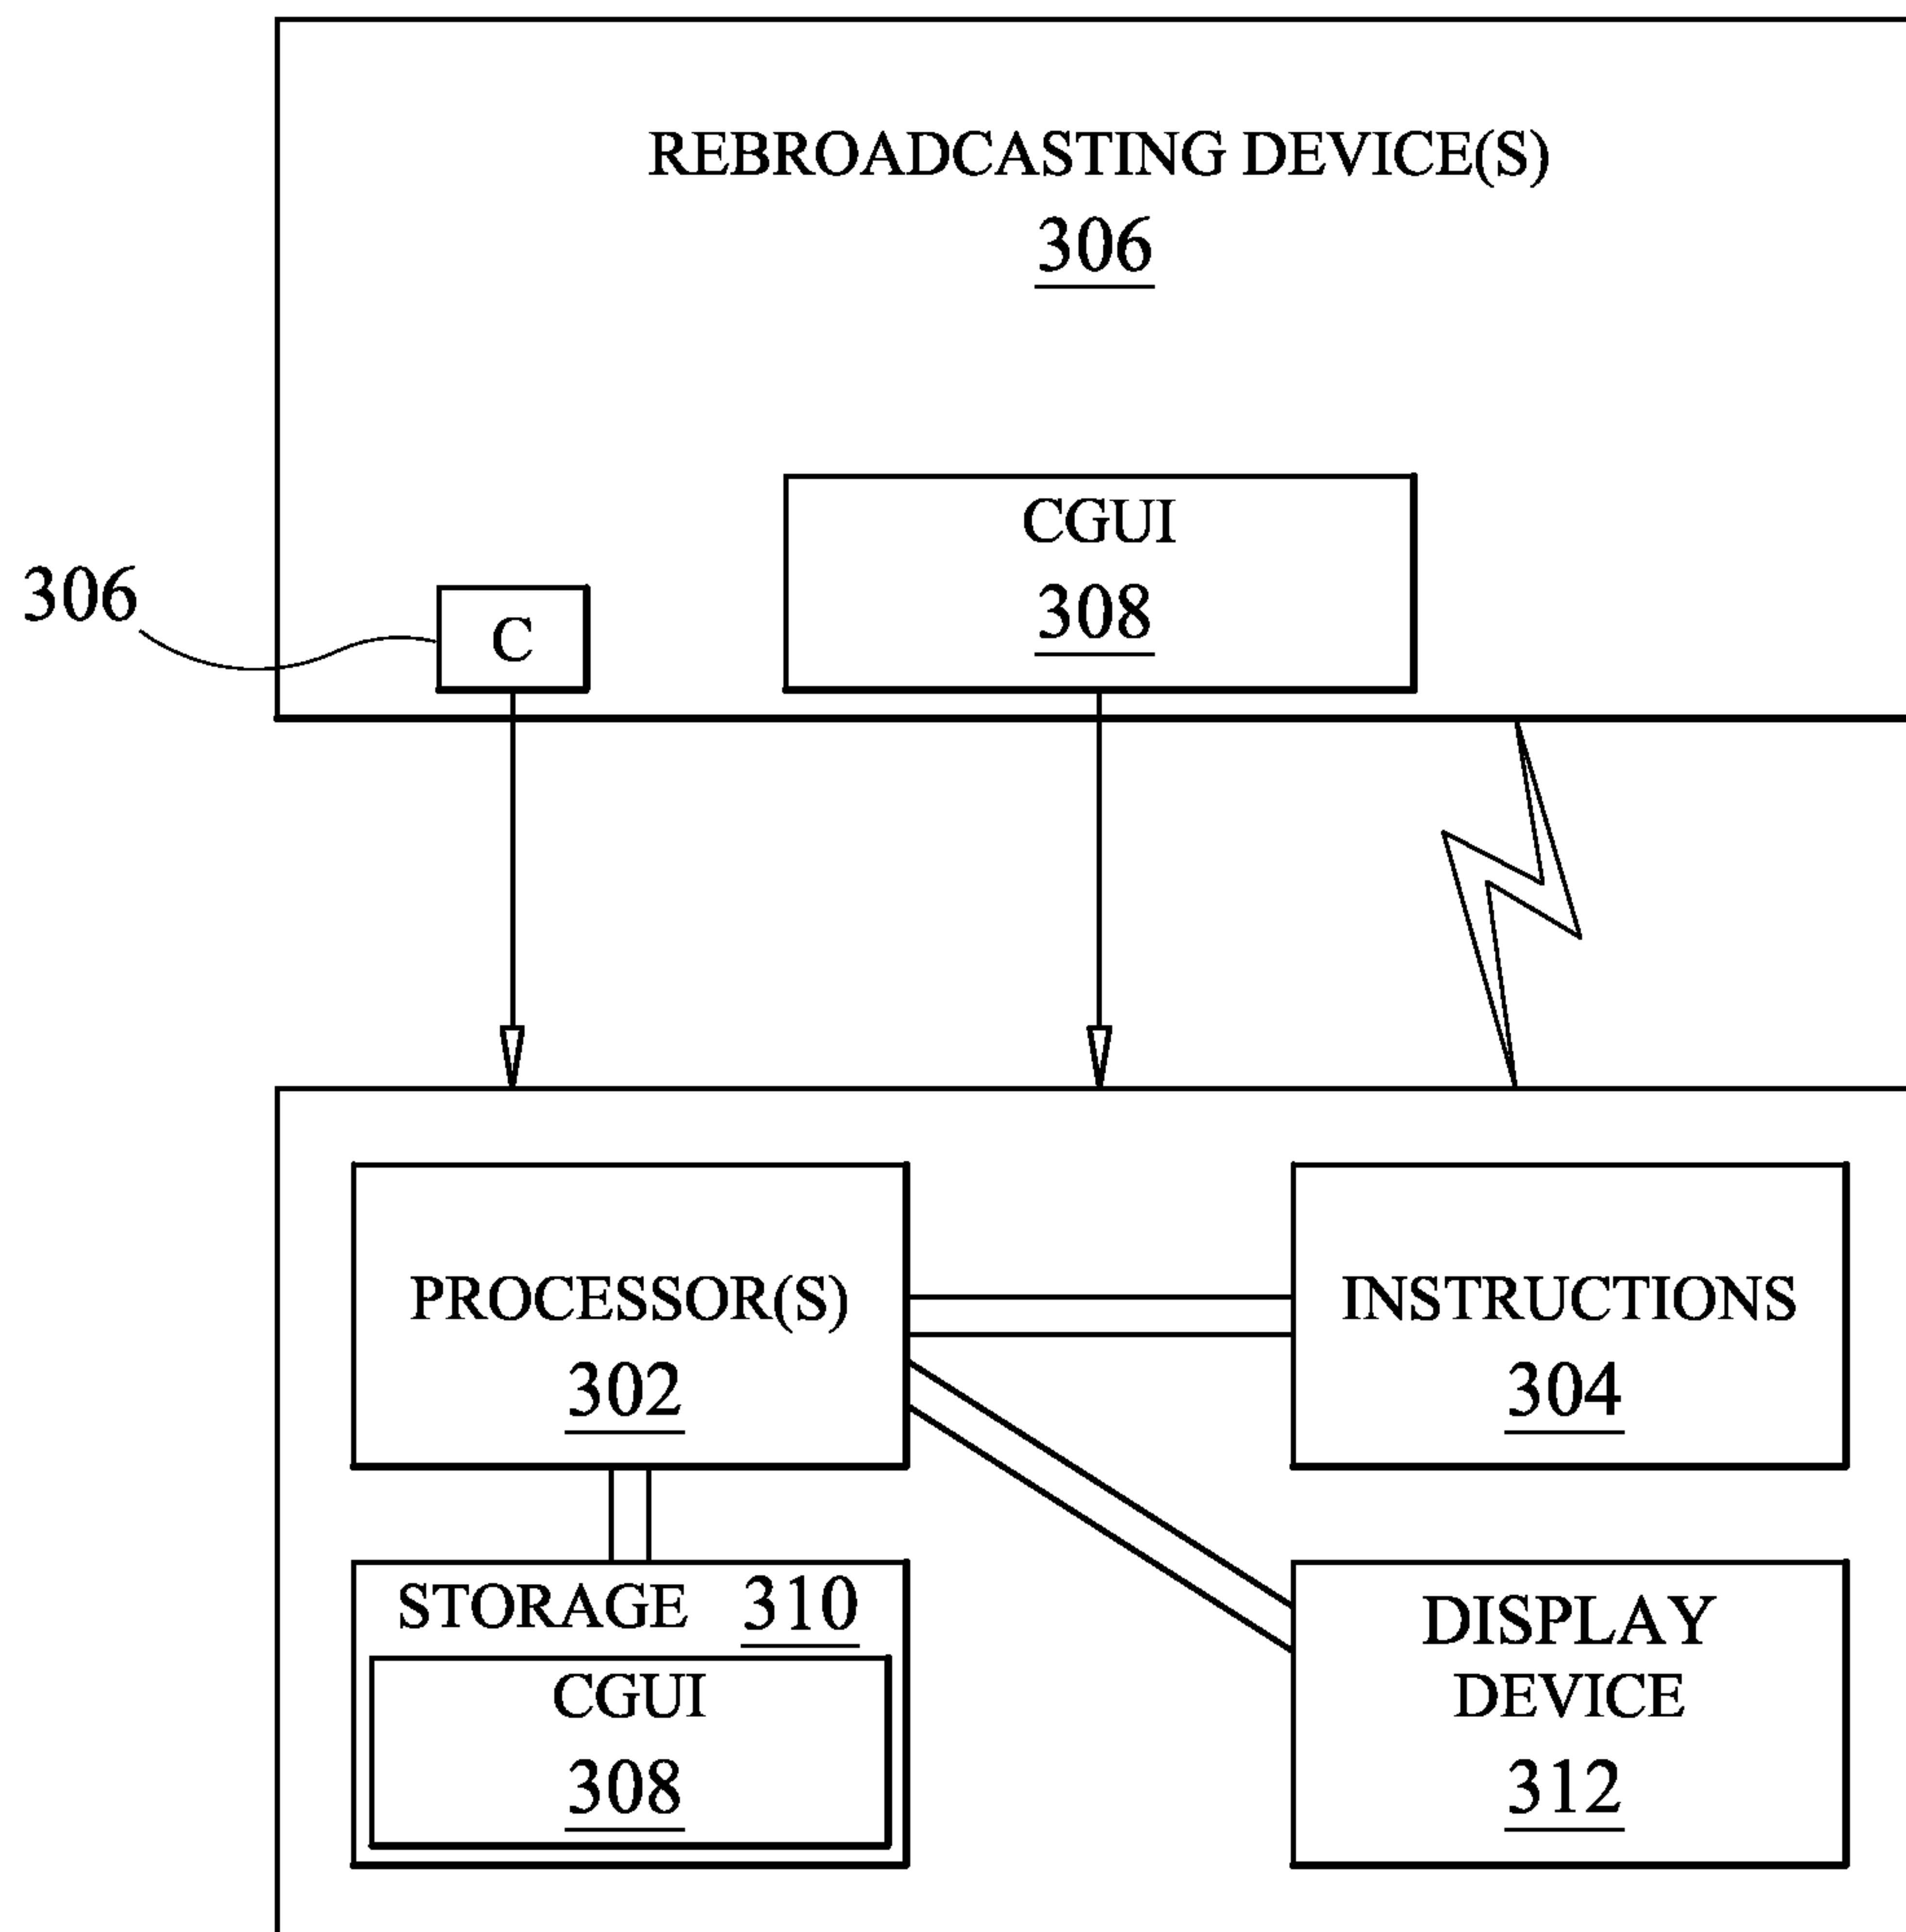 REBROADCASTING DEVICE(S)
306
CGUI
308
306
C
PROCESSOR(S)
302
INSTRUCTIONS
304
STORAGE 310
CGUI
308
DISPLAY
DEVICE
312